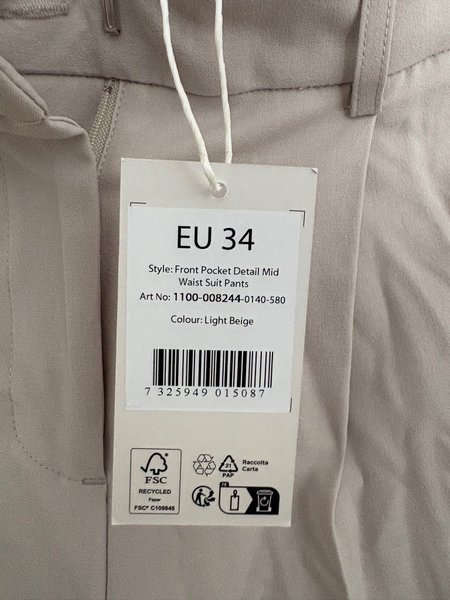 EU 34
Style: Front Pocket Detail Mid
Waist Suit Pants
Art No: 1100-008244-0140-580
Colour: Light Beige
7 325949 015087
FSC
RECYCLED
Paper
FSC® C109848
21
PAP
Raccolta
Carta